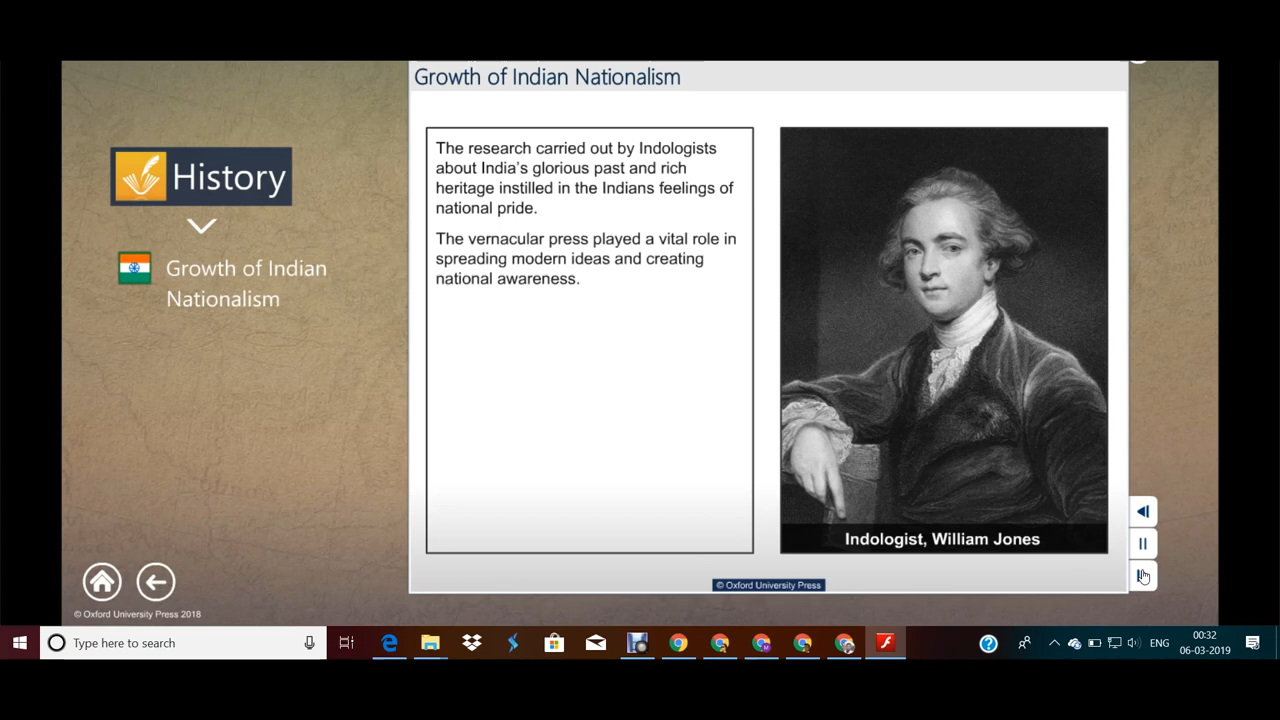 Growth of Indian Nationalism
History
Growth of Indian
Nationalism
The research carried out by Indologists
about India's glorious past and rich
heritage instilled in the Indians feelings of
national pride.
The vernacular press played a vital role in
spreading modern ideas and creating
national awareness.
Indologist, William Jones
© Oxford University Press
© Oxford University Press 2018
Type here to search
ENG
00:32
06-03-2019